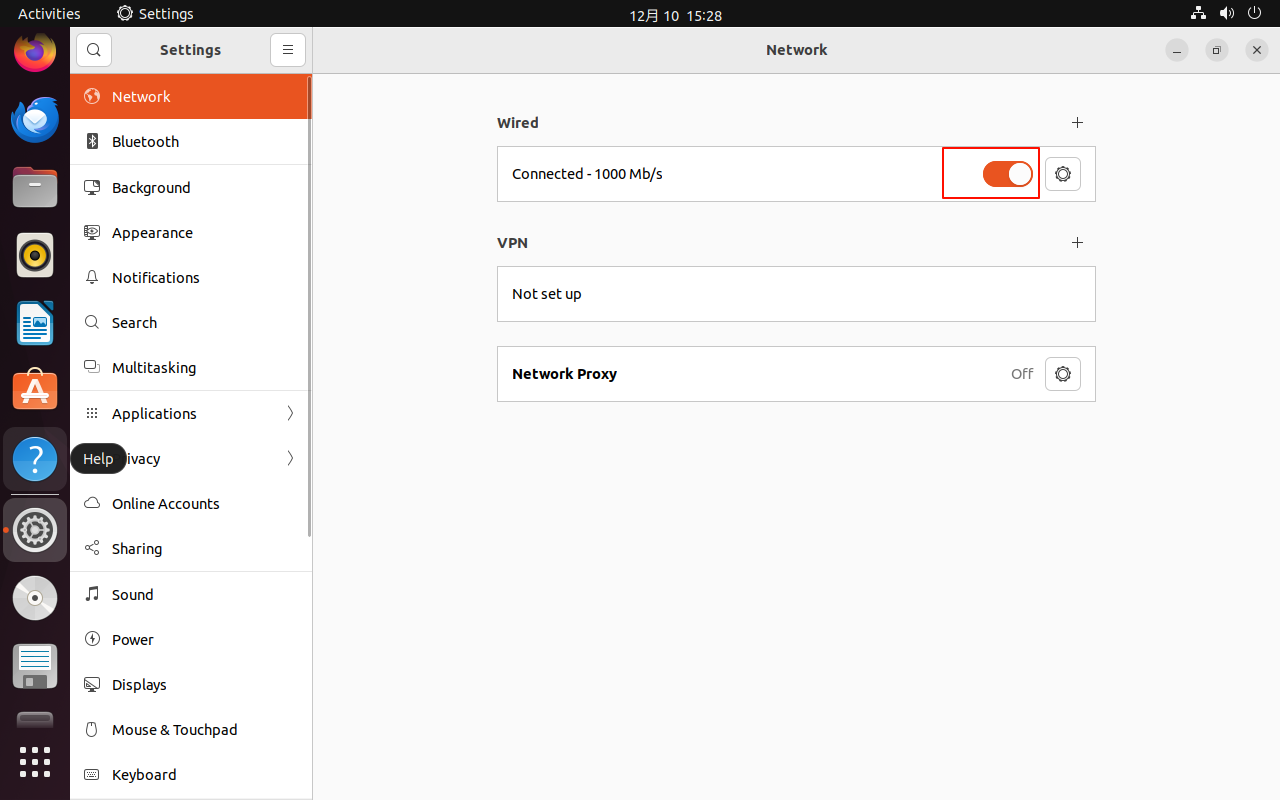 Activities
Settings
12月 10 15:28
Settings
Network
Network
Bluetooth
Background
Appearance
Notifications
Search
Multitasking
Applications
Help
ivacy
Online Accounts
Sharing
Sound
Power
Displays
Mouse & Touchpad
Keyboard
Wired
Connected - 1000 Mb/s
VPN
Not set up
Network Proxy
Off